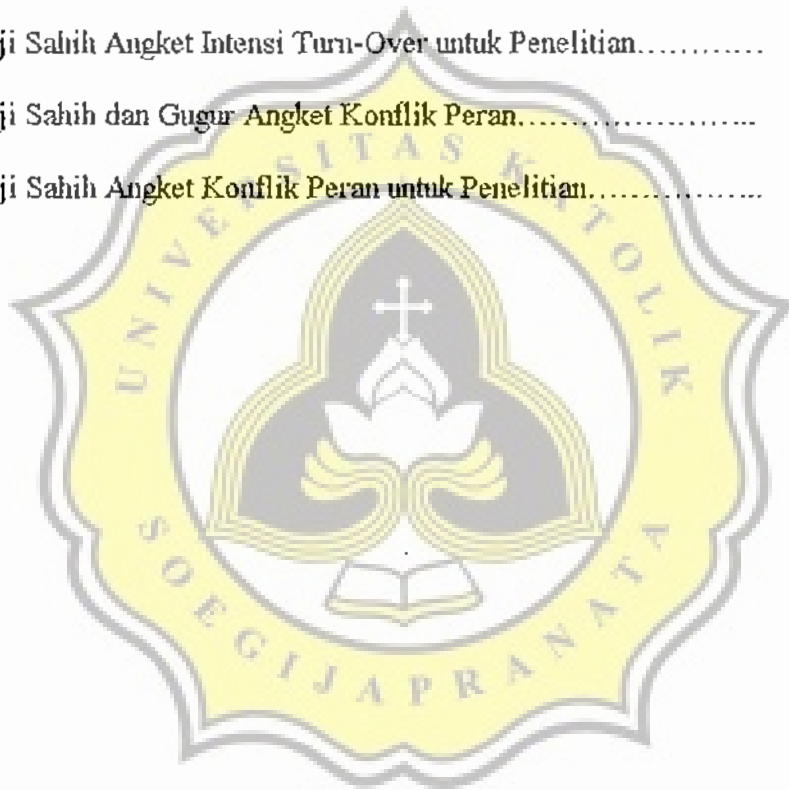 ji Sahih Angket Intensi Turn-Over untuk Penelitian............
ji Sahih dan Gugur Angket Konflik Peran.....................
ji Sahih Angket Konflik Peran untuk Penelitian................
UNIVERSITAS KATOLIK
SOEGIJAPRANATA